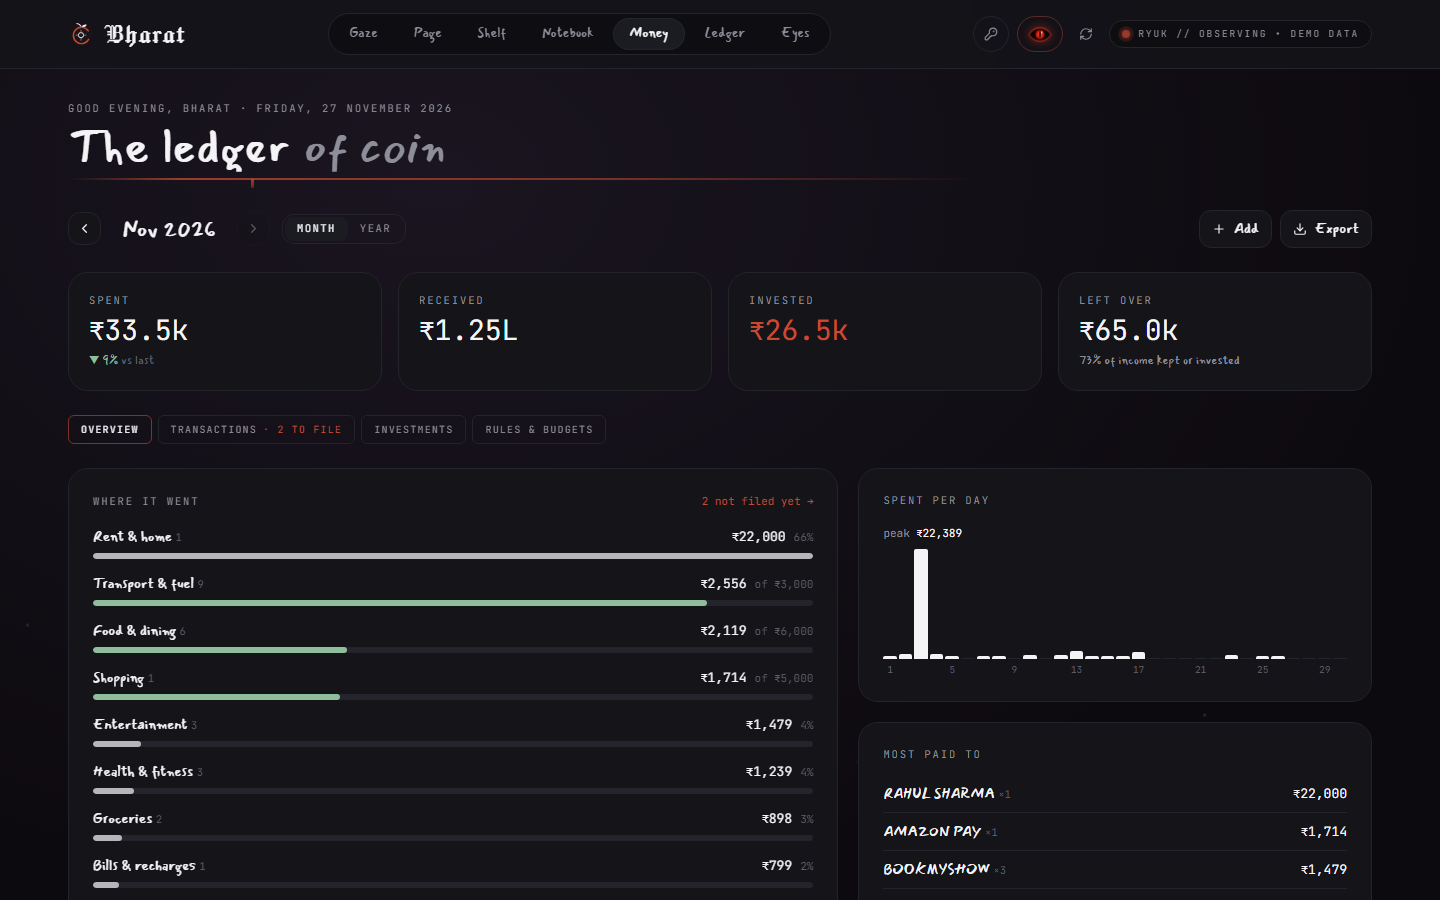 Bharat
Gaze Page Shelf Notebook Money Ledger Eyes
RYUK // OBSERVING • DEMO DATA
GOOD EVENING, BHARAT · FRIDAY, 27 NOVEMBER 2026
The ledger of coin
Nov 2026
MONTH YEAR
Add
Export
SPENT
₹33.5k
▼ 9% vs last
RECEIVED
₹1.25L
INVESTED
₹26.5k
LEFT OVER
₹65.0k
73% of income kept or invested
OVERVIEW
TRANSACTIONS · 2 TO FILE
INVESTMENTS
RULES & BUDGETS
WHERE IT WENT
2 not filed yet →
Rent & home 1 ₹22,000 66%
Transport & fuel 9 ₹2,556 of ₹3,000
Food & dining 6 ₹2,119 of ₹6,000
Shopping 1 ₹1,714 of ₹5,000
Entertainment 3 ₹1,479 4%
Health & fitness 3 ₹1,239 4%
Groceries 2 ₹898 3%
Bills & recharges 1 ₹799 2%
SPENT PER DAY
peak ₹22,389
1 5 9 13 17 21 25 29
MOST PAID TO
RAHUL SHARMA ×1 ₹22,000
AMAZON PAY ×1 ₹1,714
BOOKMYSHOW ×3 ₹1,479